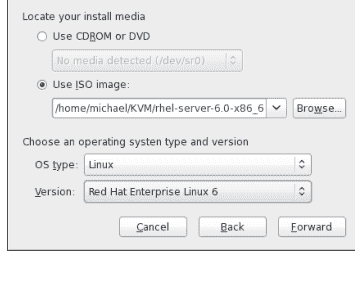 Locate your install media
Use CDROM or DVD
No media detected (/dev/sr0)
Use ISO image:
/home/michael/KVM/rhel-server-6.0-x86_6
Browse...
Choose an operating systen type and version
OS type: Linux
Version: Red Hat Enterprise Linux 6
Cancel Back Forward